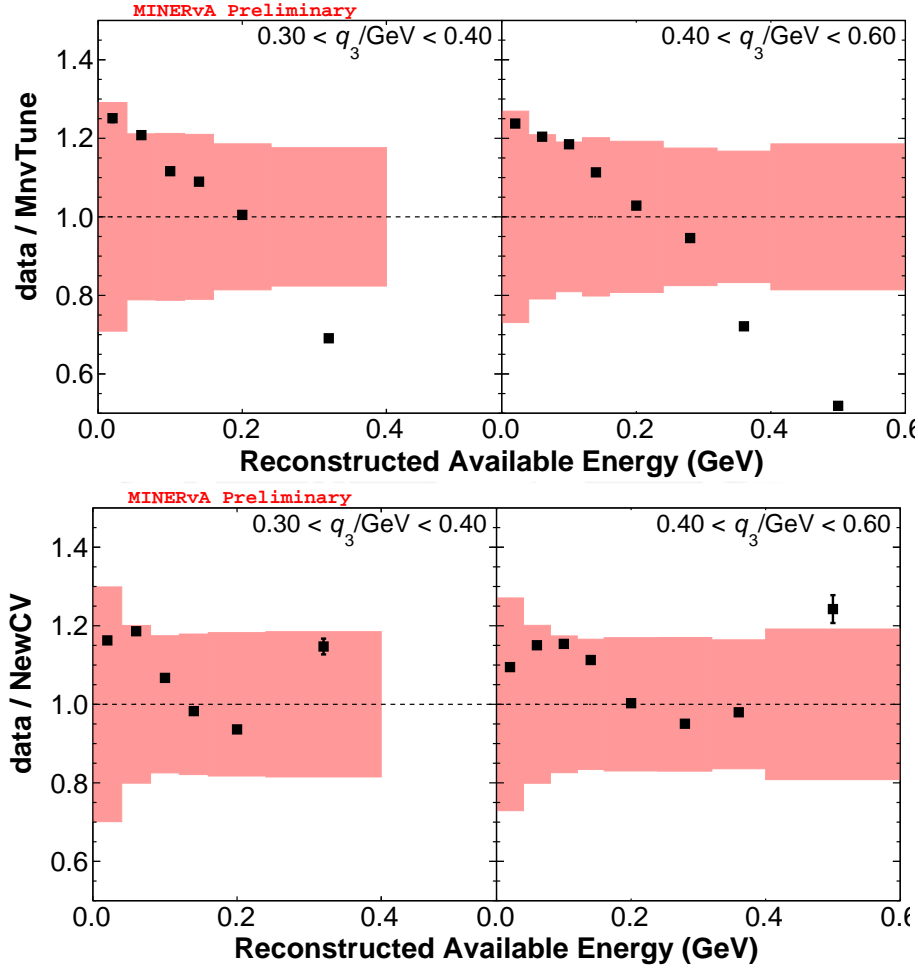 MINERvA Preliminary
0.30 < q₃/GeV < 0.40
0.40 < q₃/GeV < 0.60
data / MnvTune
1.4
1.2
1.0
0.8
0.6
0.0 0.2 0.4 0.0 0.2 0.4 0.6
Reconstructed Available Energy (GeV)
MINERvA Preliminary
0.30 < q₃/GeV < 0.40
0.40 < q₃/GeV < 0.60
data / NewCV
1.4
1.2
1.0
0.8
0.6
0.0 0.2 0.4 0.0 0.2 0.4 0.6
Reconstructed Available Energy (GeV)